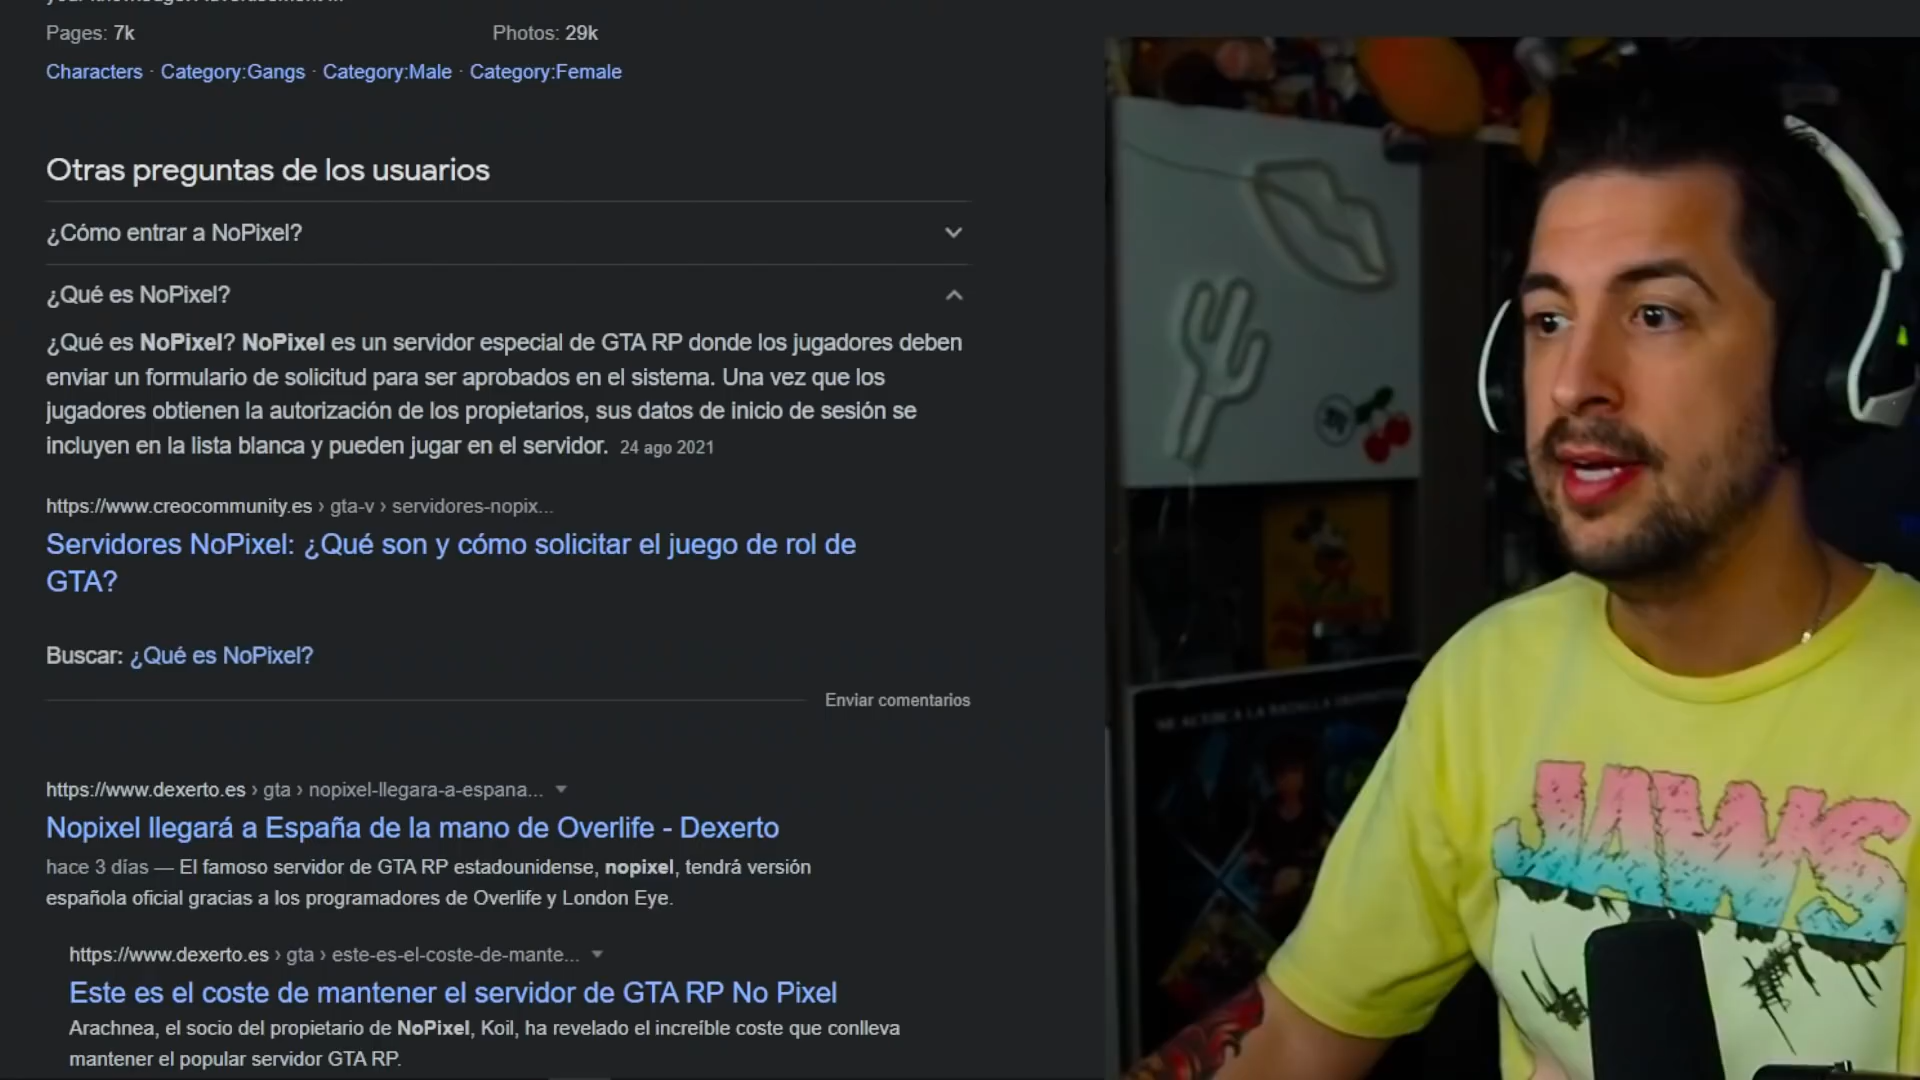 Pages: 7k
Photos: 29k
Characters · Category:Gangs · Category:Male · Category:Female
Otras preguntas de los usuarios
¿Cómo entrar a NoPixel?
¿Qué es NoPixel?
¿Qué es NoPixel? NoPixel es un servidor especial de GTA RP donde los jugadores deben
enviar un formulario de solicitud para ser aprobados en el sistema. Una vez que los
jugadores obtienen la autorización de los propietarios, sus datos de inicio de sesión se
incluyen en la lista blanca y pueden jugar en el servidor. 24 ago 2021
https://www.creocommunity.es › gta-v › servidores-nopix...
Servidores NoPixel: ¿Qué son y cómo solicitar el juego de rol de
GTA?
Buscar: ¿Qué es NoPixel?
Enviar comentarios
https://www.dexerto.es › gta › nopixel-llegara-a-espana...
Nopixel llegará a España de la mano de Overlife - Dexerto
hace 3 días — El famoso servidor de GTA RP estadounidense, nopixel, tendrá versión
española oficial gracias a los programadores de Overlife y London Eye.
https://www.dexerto.es › gta › este-es-el-coste-de-mante...
Este es el coste de mantener el servidor de GTA RP No Pixel
Arachnea, el socio del propietario de NoPixel, Koil, ha revelado el increíble coste que conlleva
mantener el popular servidor GTA RP.
JAWS